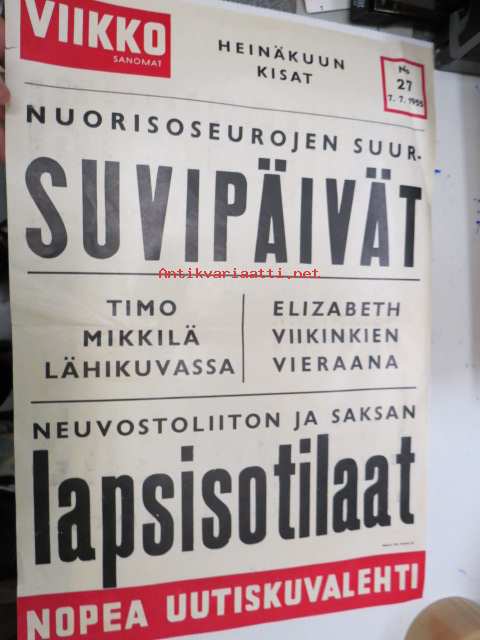 VIIKKO
SANOMAT
HEINÄKUUN
KISAT
No
27
7. 7. 1955
NUORISOSEUROJEN SUUR-
SUVIPÄIVÄT
Antikvariaatti.net
TIMO
MIKKILÄ
LÄHIKUVASSA
ELIZABETH
VIIKINKIEN
VIERAANA
NEUVOSTOLIITON JA SAKSAN
lapsisotilaat
NOPEA UUTISKUVALEHTI